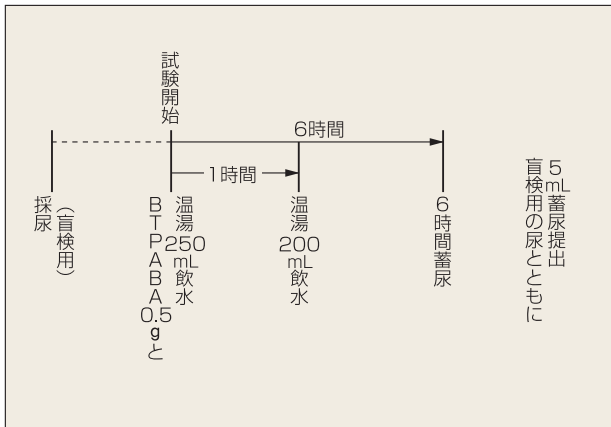 試験開始
6時間
1時間
採尿
（盲検用）
BTPABA0.5gと
温湯250mL飲水
温湯200mL飲水
6時間蓄尿
盲検用の尿とともに
5mL蓄尿提出